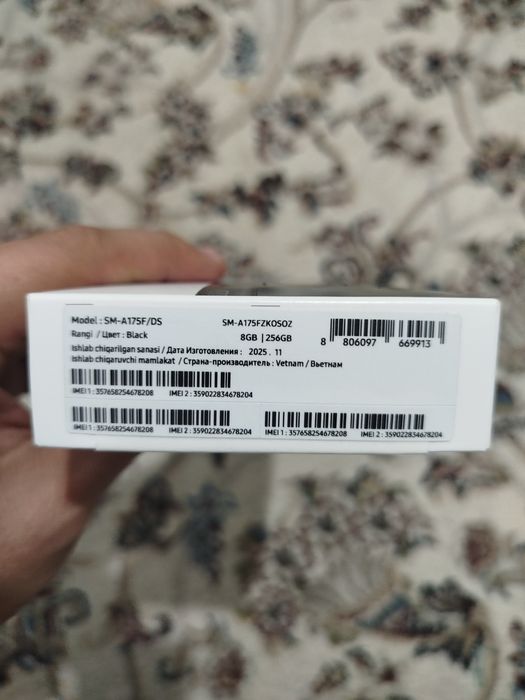 Model : SM-A175F/DS
SM-A175FZKOSOZ
Rangi / Цвет : Black
8GB | 256GB
8 806097 669913
Ishlab chiqarilgan sanasi / Дата Изготовления : 2025 . 11
Ishlab chiqaruvchi mamlakat / Страна-производитель : Vetnam / Вьетнам
IMEI 1 : 357658254678208 IMEI 2 : 359022834678204
IMEI 1 : 357658254678208 IMEI 2 : 359022834678204 IMEI 1 : 357658254678208 IMEI 2 : 359022834678204